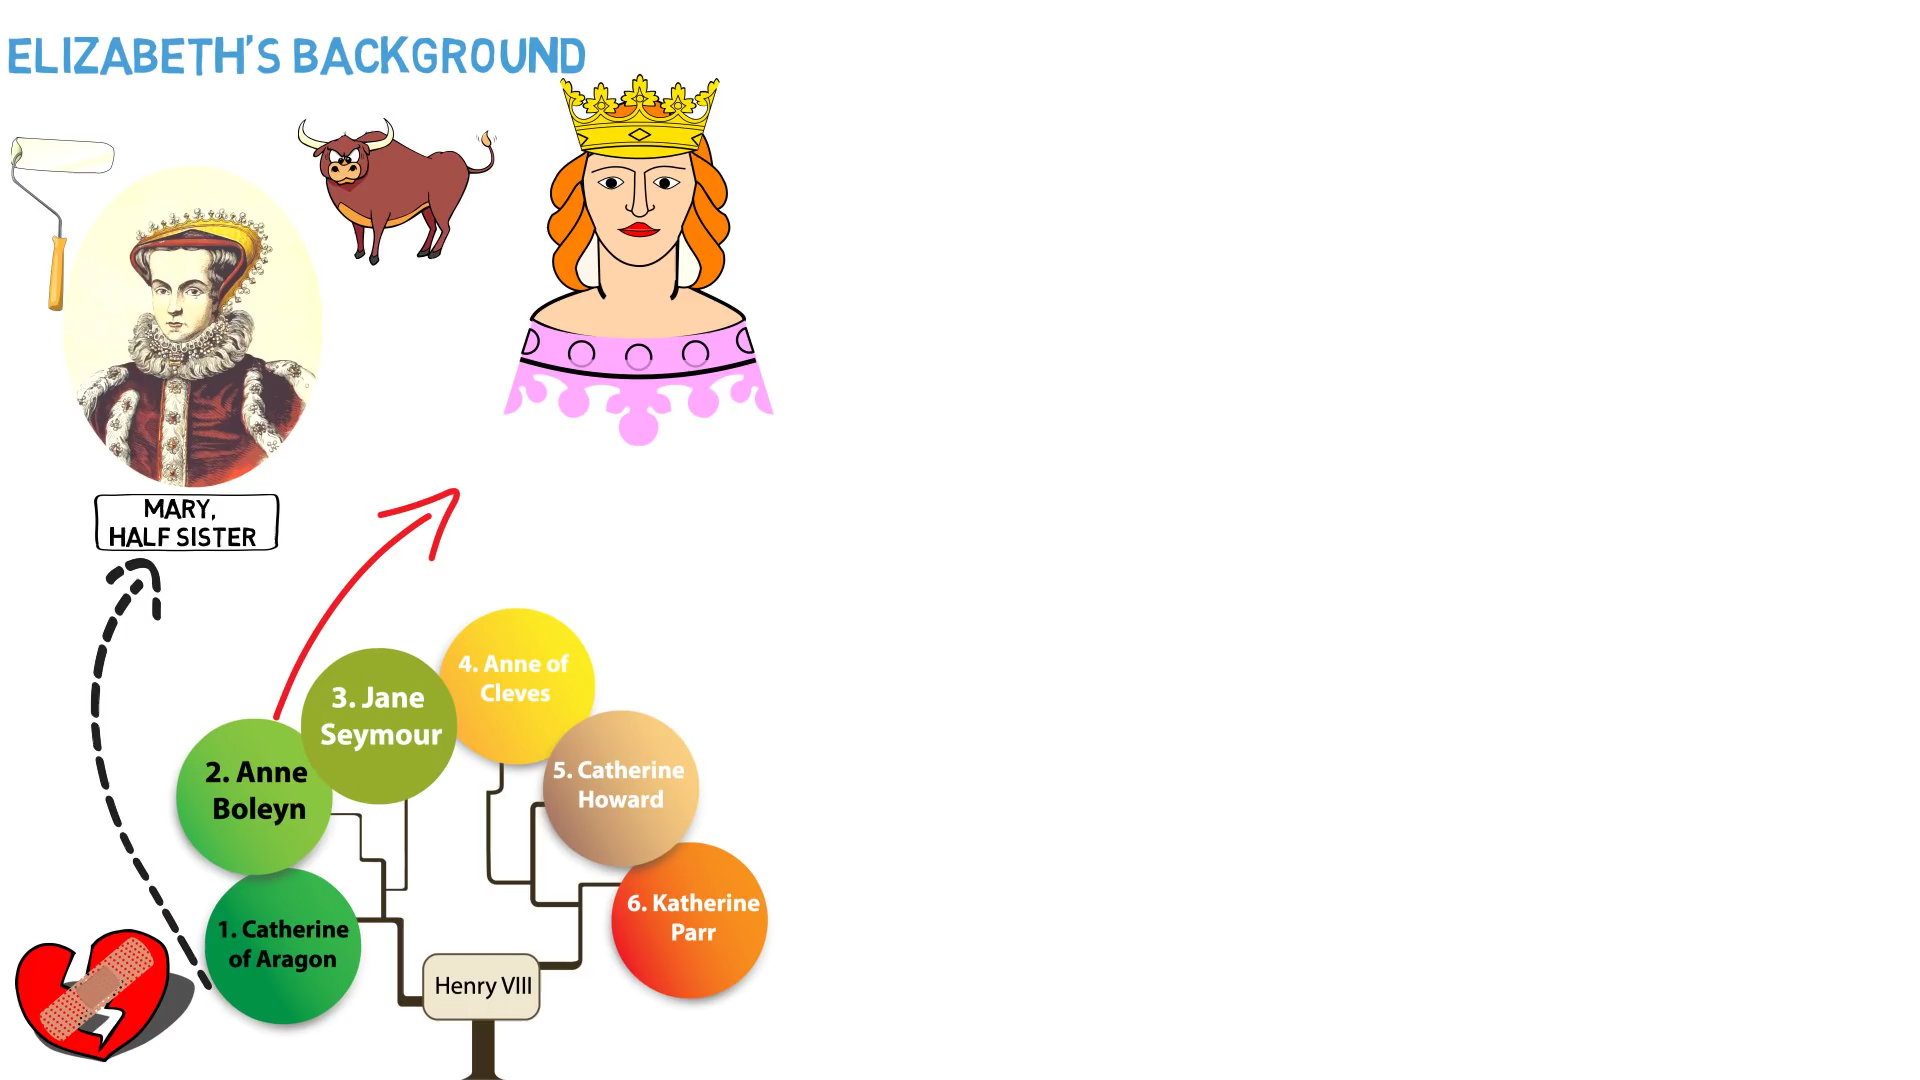 ELIZABETH'S BACKGROUND
MARY,
HALF SISTER
4. Anne of
Cleves
3. Jane
Seymour
2. Anne
Boleyn
5. Catherine
Howard
1. Catherine
of Aragon
6. Katherine
Parr
Henry VIII